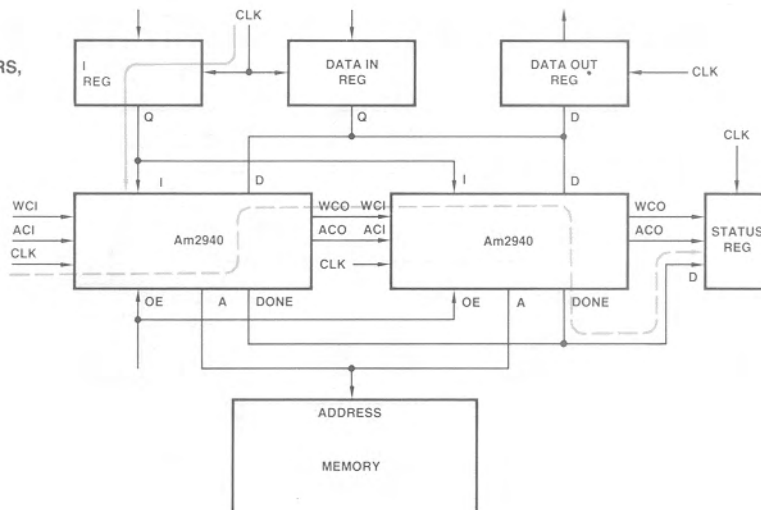 CLK
RS,
I
REG
DATA IN
REG
DATA OUT
REG
CLK
Q
Q
D
CLK
I
D
I
D
WCI
ACI
CLK
Am2940
WCO
WCI
ACO
ACI
CLK
Am2940
WCO
ACO
STATUS
REG
D
OE
A
DONE
OE
A
DONE
ADDRESS
MEMORY